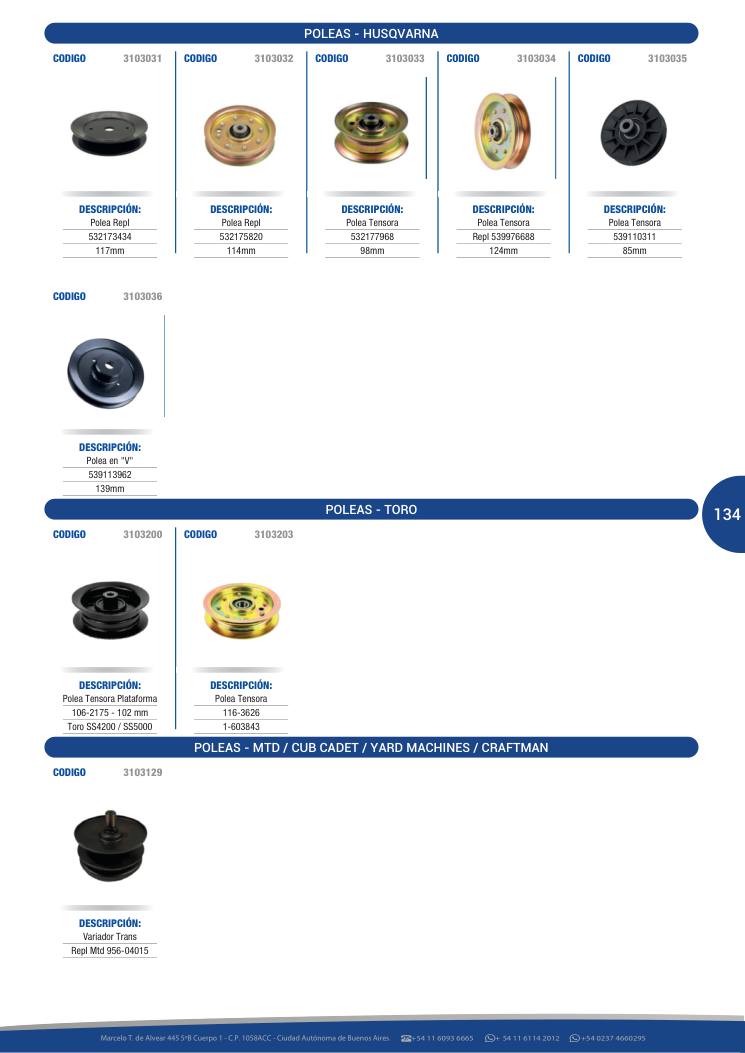 POLEAS - HUSQVARNA
CODIGO 3103031
DESCRIPCIÓN:
Polea Repl
532173434
117mm
CODIGO 3103032
DESCRIPCIÓN:
Polea Repl
532175820
114mm
CODIGO 3103033
DESCRIPCIÓN:
Polea Tensora
532177968
98mm
CODIGO 3103034
DESCRIPCIÓN:
Polea Tensora
Repl 539976688
124mm
CODIGO 3103035
DESCRIPCIÓN:
Polea Tensora
539110311
85mm
CODIGO 3103036
DESCRIPCIÓN:
Polea en "V"
539113962
139mm
POLEAS - TORO
134
CODIGO 3103200
DESCRIPCIÓN:
Polea Tensora Plataforma
106-2175 - 102 mm
Toro SS4200 / SS5000
CODIGO 3103203
DESCRIPCIÓN:
Polea Tensora
116-3626
1-603843
POLEAS - MTD / CUB CADET / YARD MACHINES / CRAFTMAN
CODIGO 3103129
DESCRIPCIÓN:
Variador Trans
Repl Mtd 956-04015
Marcelo T. de Alvear 445 5ºB Cuerpo 1 - C.P. 1058ACC - Ciudad Autónoma de Buenos Aires +54 11 6093 6665 + 54 11 6114 2012 +54 0237 4660295